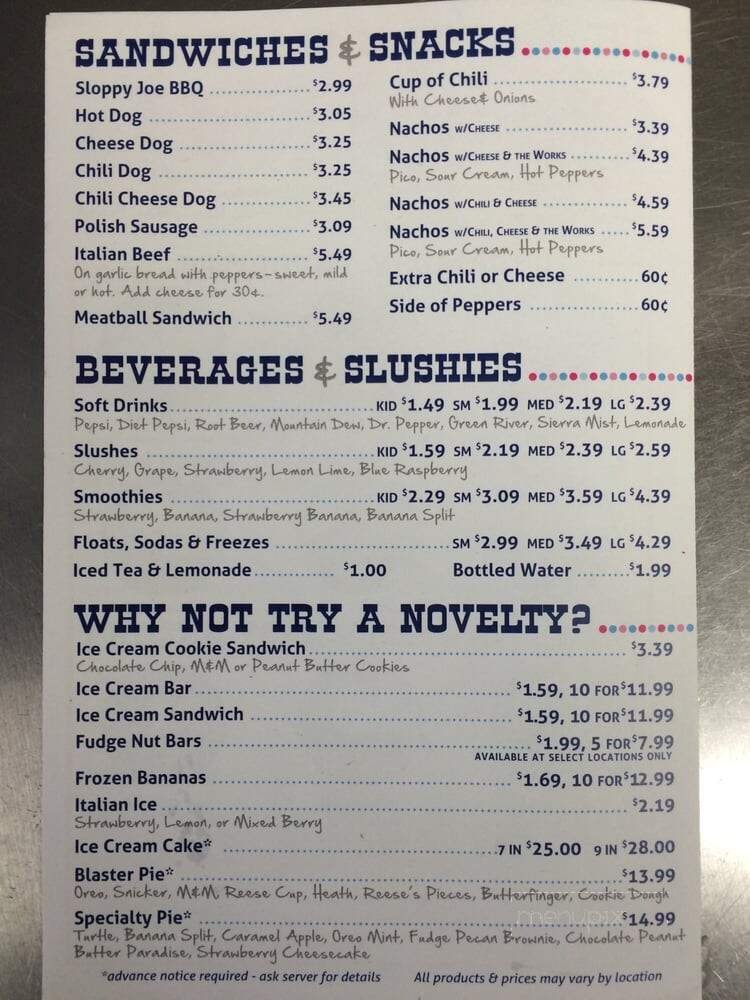 SANDWICHES & SNACKS
Sloppy Joe BBQ $2.99
Hot Dog $3.05
Cheese Dog $3.25
Chili Dog $3.25
Chili Cheese Dog $3.45
Polish Sausage $3.09
Italian Beef $5.49
On garlic bread with peppers-sweet, mild
or hot. Add cheese for 30¢.
Meatball Sandwich $5.49
Cup of Chili $3.79
With Cheese& Onions
Nachos w/Cheese $3.39
Nachos w/Cheese & the Works $4.39
Pico, Sour Cream, Hot Peppers
Nachos w/Chili & Cheese $4.59
Nachos w/Chili, Cheese & the Works $5.59
Pico, Sour Cream, Hot Peppers
Extra Chili or Cheese 60¢
Side of Peppers 60¢
BEVERAGES & SLUSHIES
Soft Drinks KID $1.49 SM $1.99 MED $2.19 LG $2.39
Pepsi, Diet Pepsi, Root Beer, Mountain Dew, Dr. Pepper, Green River, Sierra Mist, Lemonade
Slushes KID $1.59 SM $2.19 MED $2.39 LG $2.59
Cherry, Grape, Strawberry, Lemon Lime, Blue Raspberry
Smoothies KID $2.29 SM $3.09 MED $3.59 LG $4.39
Strawberry, Banana, Strawberry Banana, Banana Split
Floats, Sodas & Freezes SM $2.99 MED $3.49 LG $4.29
Iced Tea & Lemonade $1.00 Bottled Water $1.99
WHY NOT TRY A NOVELTY?
Ice Cream Cookie Sandwich $3.39
Chocolate Chip, M&M or Peanut Butter Cookies
Ice Cream Bar $1.59, 10 FOR $11.99
Ice Cream Sandwich $1.59, 10 FOR $11.99
Fudge Nut Bars $1.99, 5 FOR $7.99
AVAILABLE AT SELECT LOCATIONS ONLY
Frozen Bananas $1.69, 10 FOR $12.99
Italian Ice $2.19
Strawberry, Lemon, or Mixed Berry
Ice Cream Cake* 7 IN $25.00 9 IN $28.00
Blaster Pie* $13.99
Oreo, Snicker, M&M, Reese Cup, Heath, Reese's Pieces, Butterfinger, Cookie Dough
menupix
Specialty Pie* $14.99
Turtle, Banana Split, Caramel Apple, Oreo Mint, Fudge Pecan Brownie, Chocolate Peanut
Butter Paradise, Strawberry Cheesecake
*advance notice required - ask server for details All products & prices may vary by location